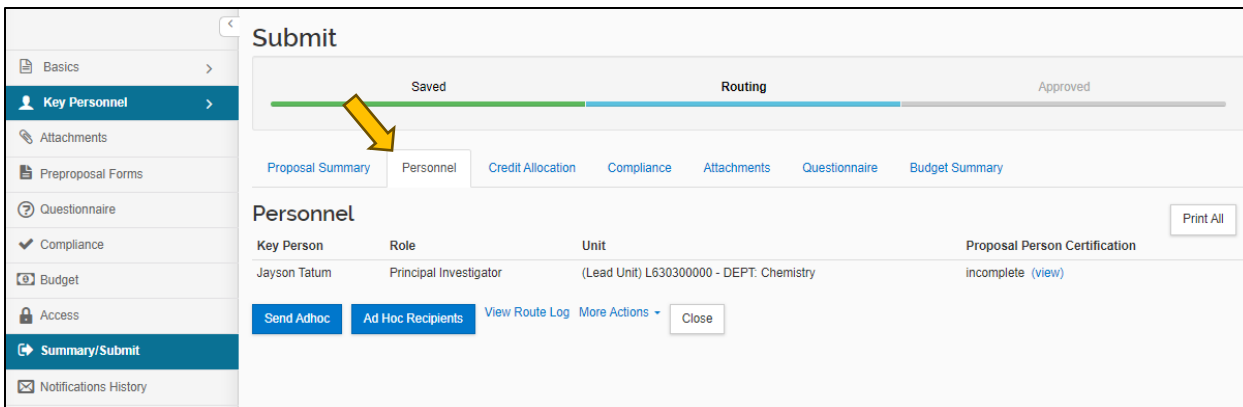 Submit
Basics
Key Personnel
Attachments
Preproposal Forms
Questionnaire
Compliance
Budget
Access
Summary/Submit
Notifications History
Saved Routing Approved
Proposal Summary Personnel Credit Allocation Compliance Attachments Questionnaire Budget Summary
Personnel
Print All
Key Person Role Unit Proposal Person Certification
Jayson Tatum Principal Investigator (Lead Unit) L630300000 - DEPT: Chemistry incomplete (view)
Send Adhoc Ad Hoc Recipients View Route Log More Actions Close